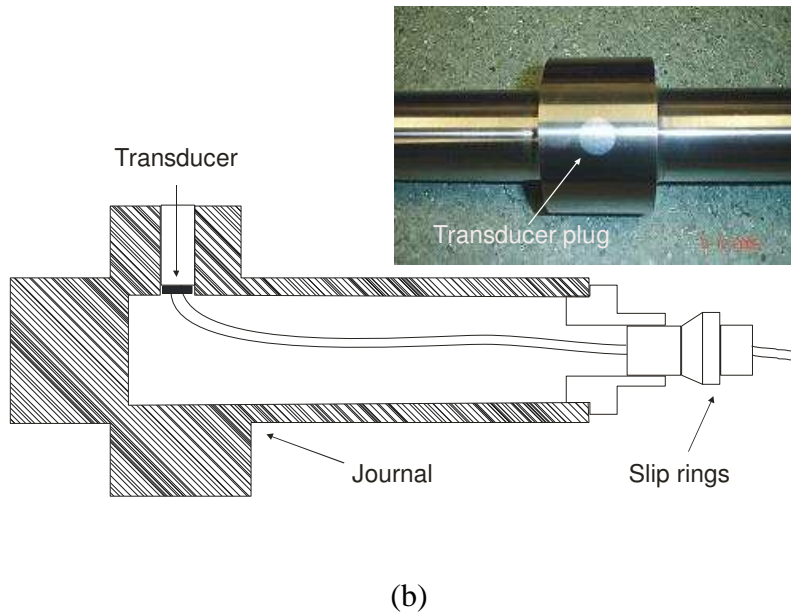 Transducer
Transducer plug
Journal
Slip rings
(b)